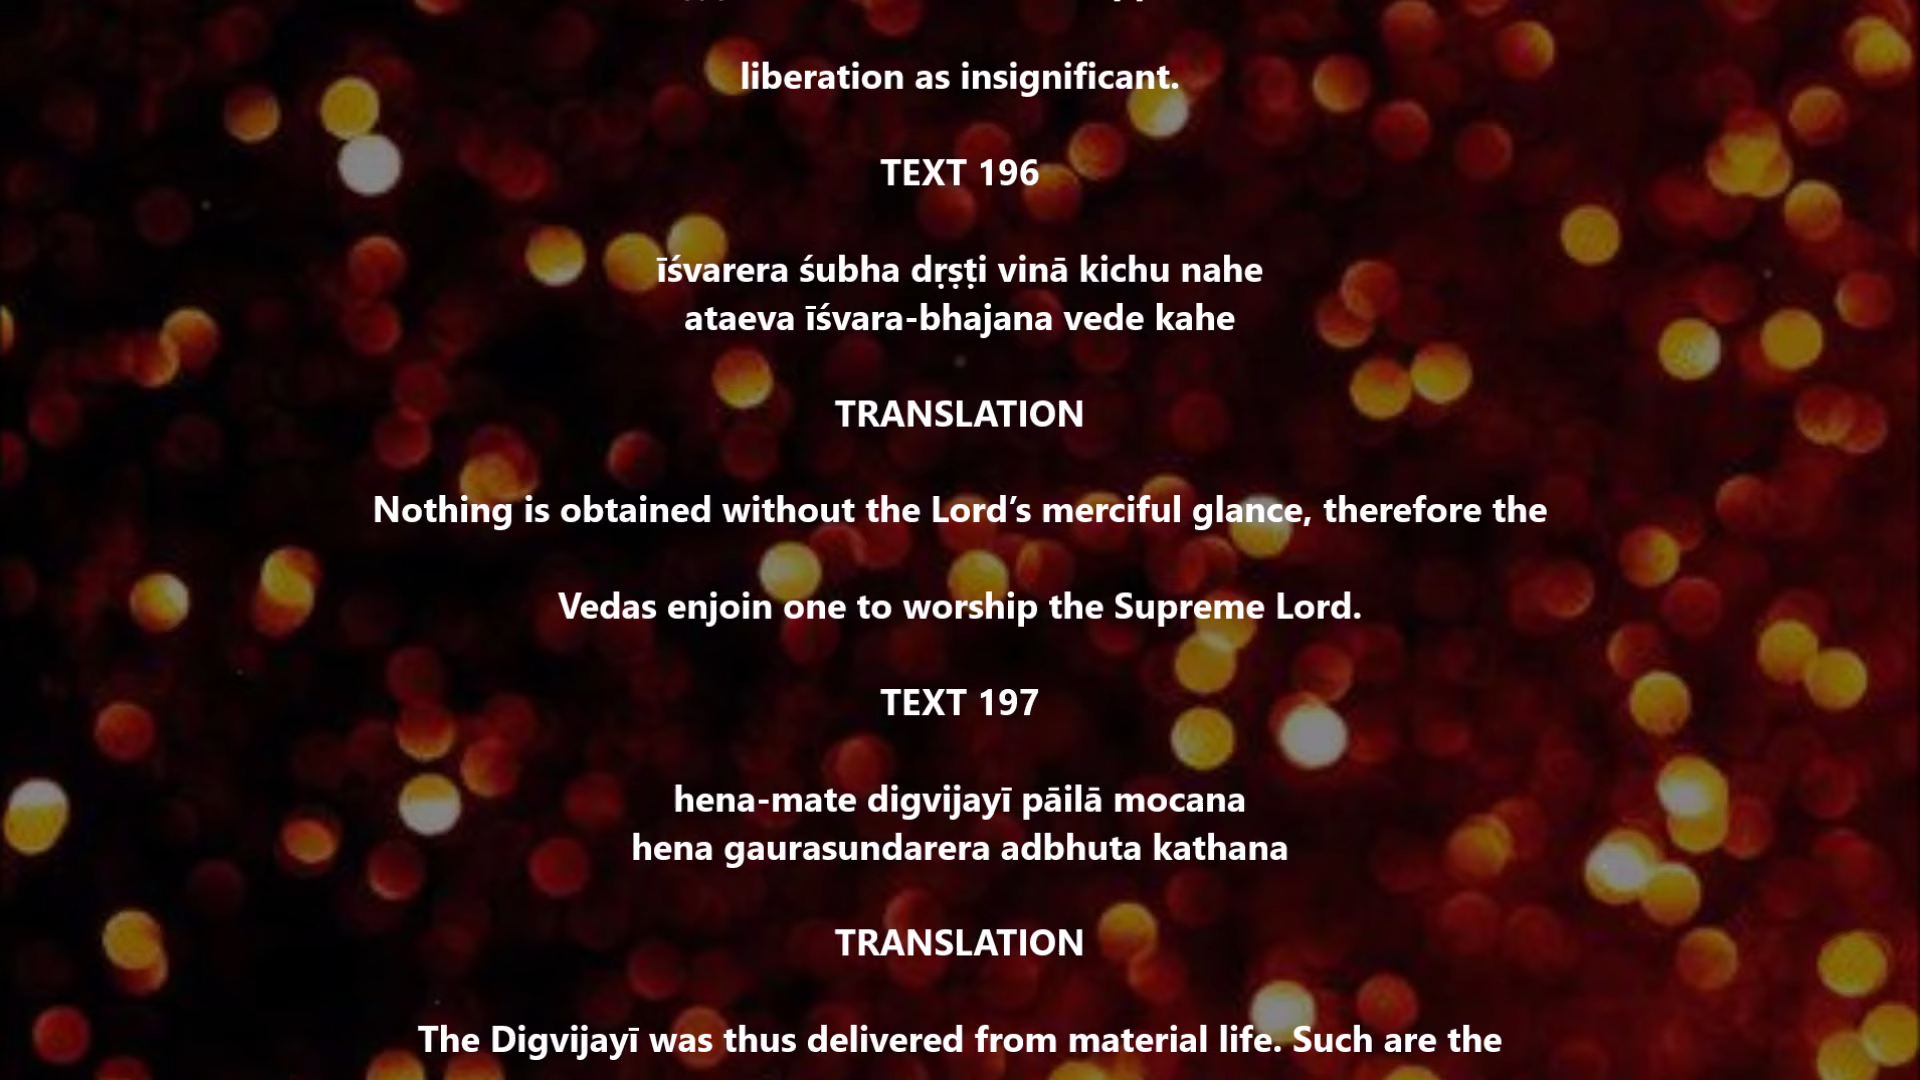 liberation as insignificant.
TEXT 196
īśvarera śubha dṛṣṭi vinā kichu nahe
ataeva īśvara-bhajana vede kahe
TRANSLATION
Nothing is obtained without the Lord’s merciful glance, therefore the
Vedas enjoin one to worship the Supreme Lord.
TEXT 197
hena-mate digvijayī pāilā mocana
hena gaurasundarera adbhuta kathana
TRANSLATION
The Digvijayī was thus delivered from material life. Such are the